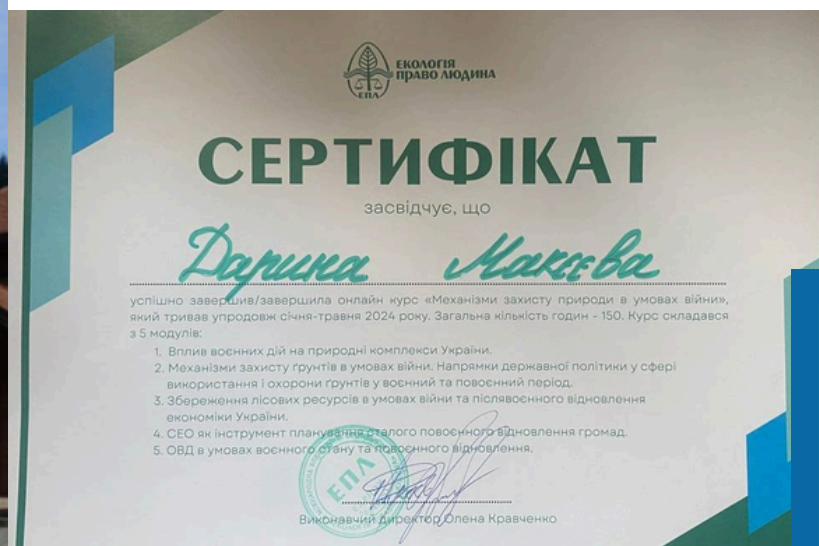 ЕКОЛОГІЯ
ПРАВО ЛЮДИНА
ЕПЛ
СЕРТИФІКАТ
засвідчує, що
Дарина Макєєва
успішно завершив/завершила онлайн курс «Механізми захисту природи в умовах війни»,
який тривав упродовж січня-травня 2024 року. Загальна кількість годин - 150. Курс складався
з 5 модулів:
1. Вплив воєнних дій на природні комплекси України.
2. Механізми захисту ґрунтів в умовах війни. Напрямки державної політики у сфері
використання і охорони ґрунтів у воєнний та повоєнний період.
3. Збереження лісових ресурсів в умовах війни та післявоєнного відновлення
економіки України.
4. СЕО як інструмент планування сталого повоєнного відновлення громад.
5. ОВД в умовах воєнного стану та повоєнного відновлення.
ЕПЛ
Виконавчий директор Олена Кравченко